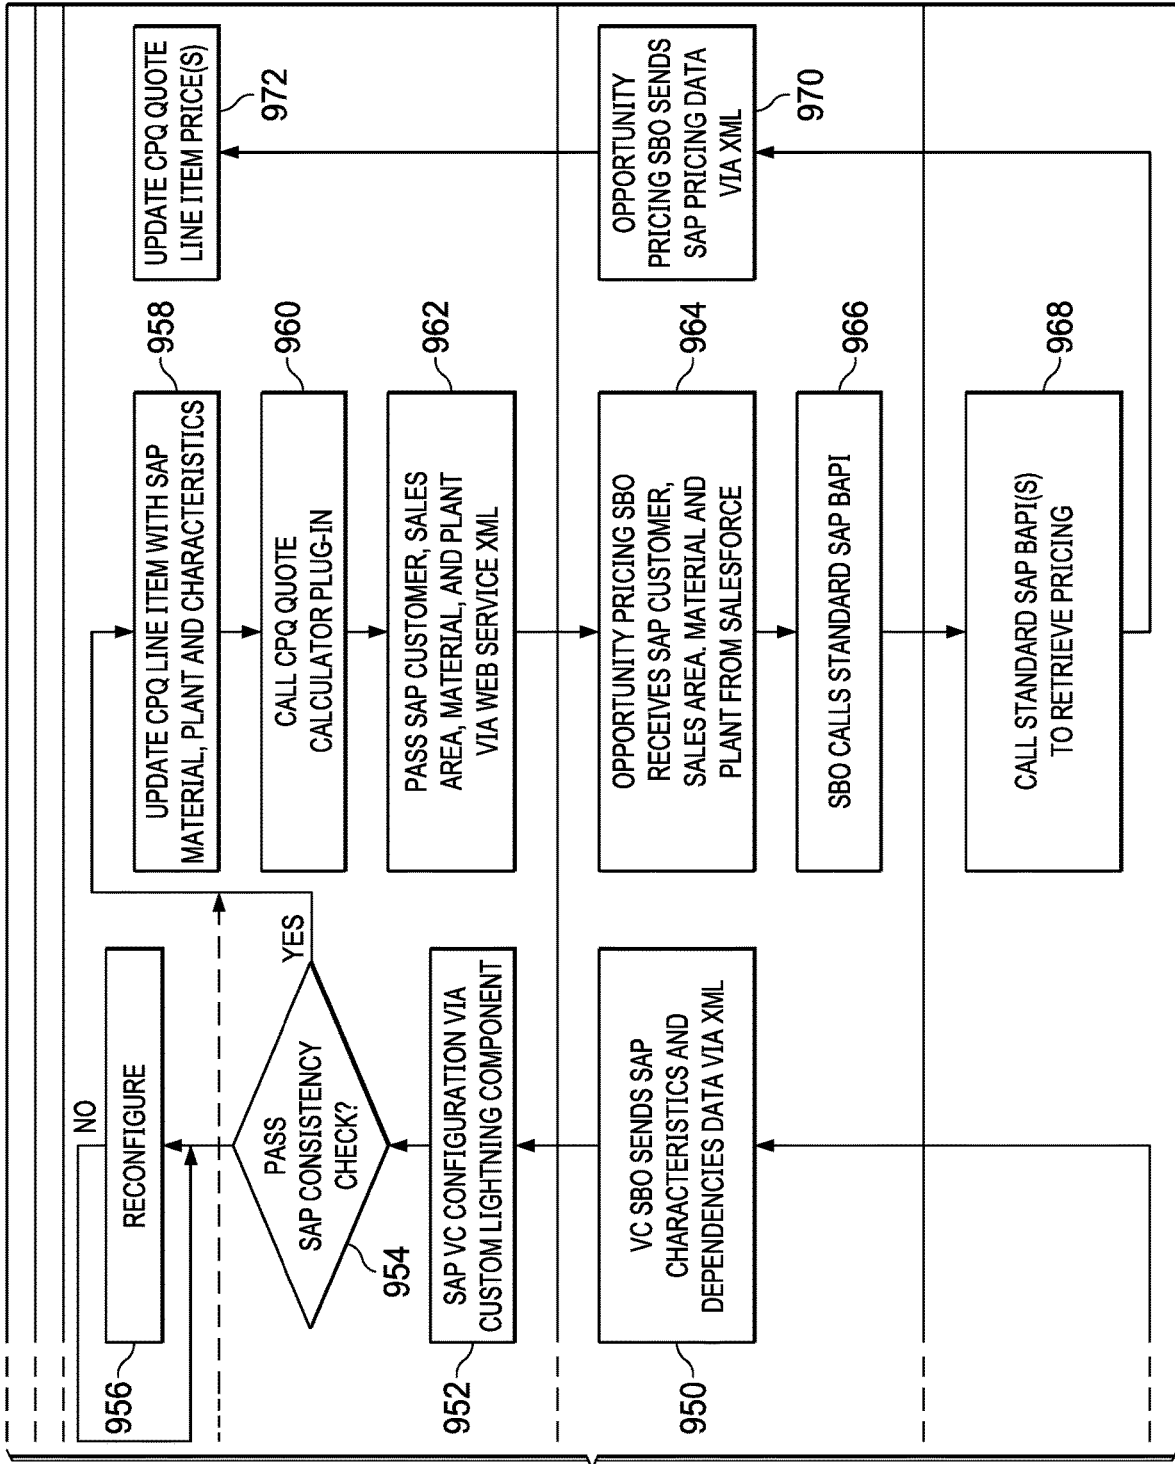 RECONFIGURE
956
NO
PASS
SAP CONSISTENCY
CHECK?
954
YES
SAP VC CONFIGURATION VIA
CUSTOM LIGHTNING COMPONENT
952
VC SBO SENDS SAP
CHARACTERISTICS AND
DEPENDENCIES DATA VIA XML
950
UPDATE CPQ LINE ITEM WITH SAP
MATERIAL, PLANT AND CHARACTERISTICS
958
CALL CPQ QUOTE
CALCULATOR PLUG-IN
960
PASS SAP CUSTOMER, SALES
AREA, MATERIAL, AND PLANT
VIA WEB SERVICE XML
962
OPPORTUNITY PRICING SBO
RECEIVES SAP CUSTOMER,
SALES AREA. MATERIAL AND
PLANT FROM SALESFORCE
964
SBO CALLS STANDARD SAP BAPI
966
CALL STANDARD SAP BAPI(S)
TO RETRIEVE PRICING
968
UPDATE CPQ QUOTE
LINE ITEM PRICE(S)
972
OPPORTUNITY
PRICING SBO SENDS
SAP PRICING DATA
VIA XML
970